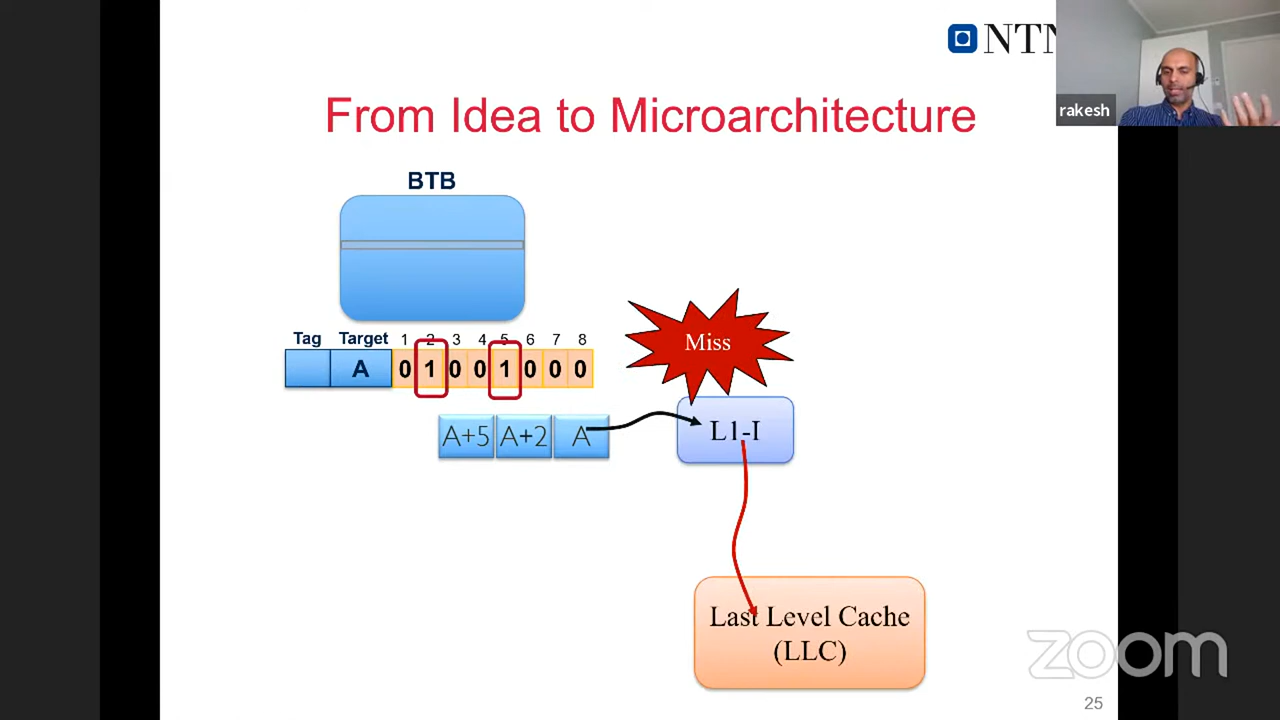 NTN
rakesh
From Idea to Microarchitecture
BTB
Tag Target 1 2 3 4 5 6 7 8
A 0 1 0 0 1 0 0 0
Miss
A+5 A+2 A
L1-I
Last Level Cache
(LLC)
zoom
25